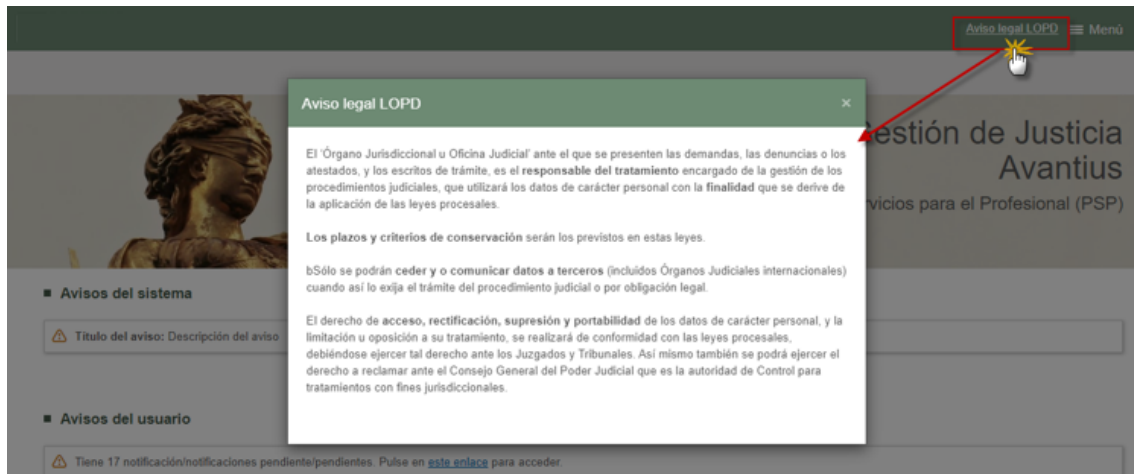 Aviso legal LOPD
Menú
Aviso legal LOPD ×
El 'Órgano Jurisdiccional u Oficina Judicial' ante el que se presenten las demandas, las denuncias o los
atestados, y los escritos de trámite, es el responsable del tratamiento encargado de la gestión de los
procedimientos judiciales, que utilizará los datos de carácter personal con la finalidad que se derive de
la aplicación de las leyes procesales.
Los plazos y criterios de conservación serán los previstos en estas leyes.
bSólo se podrán ceder y o comunicar datos a terceros (incluidos Órganos Judiciales internacionales)
cuando así lo exija el trámite del procedimiento judicial o por obligación legal.
El derecho de acceso, rectificación, supresión y portabilidad de los datos de carácter personal, y la
limitación u oposición a su tratamiento, se realizará de conformidad con las leyes procesales,
debiéndose ejercer tal derecho ante los Juzgados y Tribunales. Así mismo también se podrá ejercer el
derecho a reclamar ante el Consejo General del Poder Judicial que es la autoridad de Control para
tratamientos con fines jurisdiccionales.
de Justicia
Avantius
para el Profesional (PSP)
Avisos del sistema
Título del aviso: Descripción del aviso
Avisos del usuario
Tiene 17 notificación/notificaciones pendiente/pendientes. Pulse en este enlace para acceder.